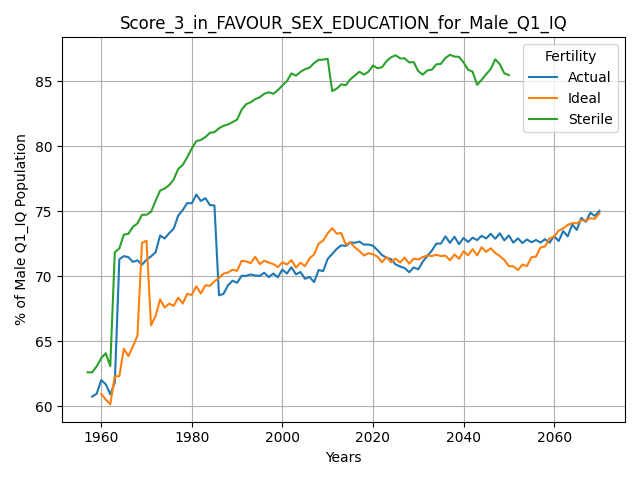 Score_3_in_FAVOUR_SEX_EDUCATION_for_Male_Q1_IQ
Fertility
Actual
Ideal
Sterile
% of Male Q1_IQ Population
85
80
75
70
65
60
1960
1980
2000
2020
2040
2060
Years